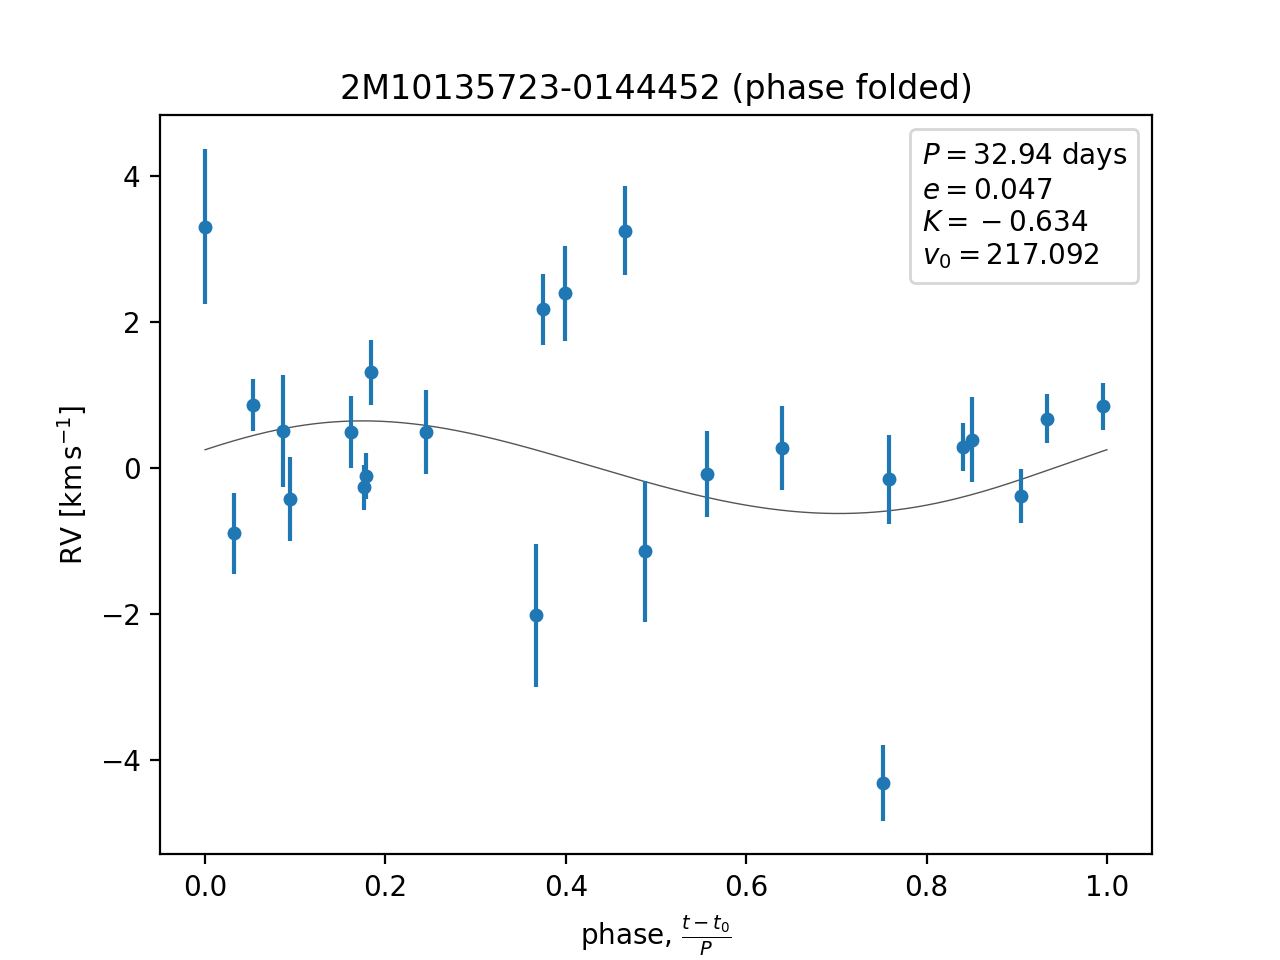 2M10135723-0144452 (phase folded)
P = 32.94 days
e = 0.047
K = −0.634
v₀ = 217.092
4
2
0
−2
−4
RV [km s⁻¹]
0.0 0.2 0.4 0.6 0.8 1.0
phase, (t − t₀)/P